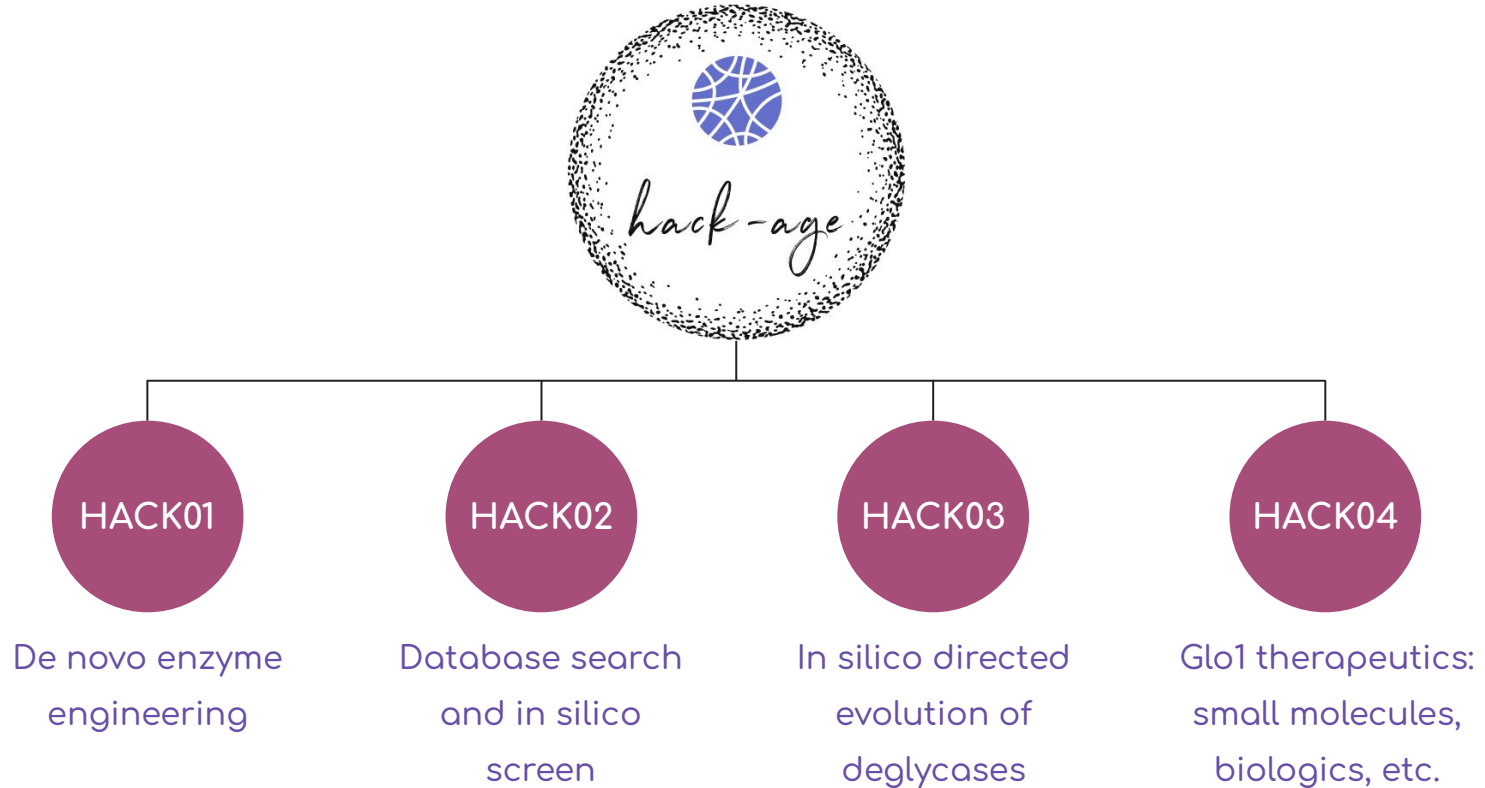 hack-age
HACK01
HACK02
HACK03
HACK04
De novo enzyme
engineering
Database search
and in silico
screen
In silico directed
evolution of
deglycases
Glo1 therapeutics:
small molecules,
biologics, etc.